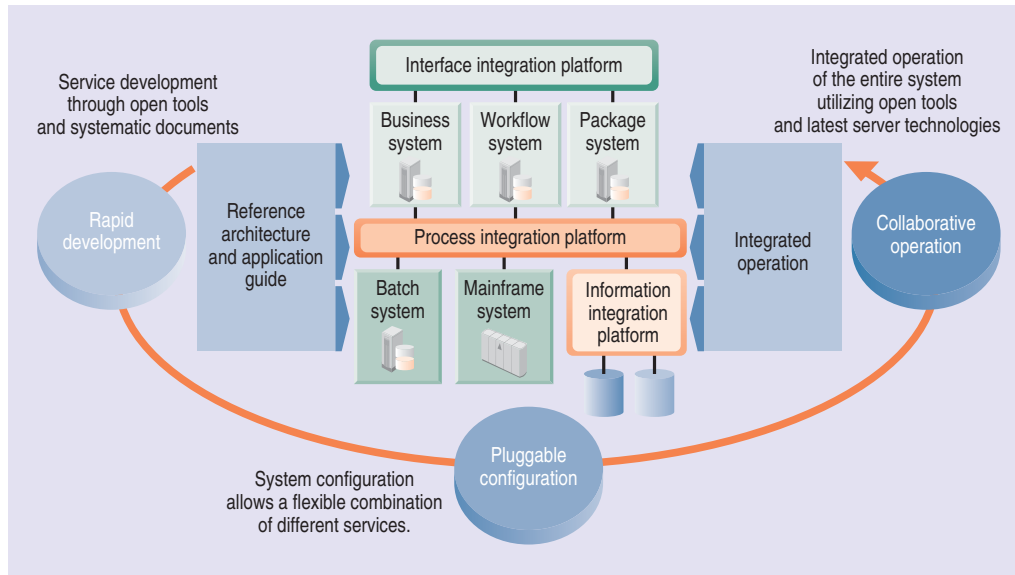 Service development
through open tools
and systematic documents
Interface integration platform
Integrated operation
of the entire system
utilizing open tools
and latest server technologies
Business
system
Workflow
system
Package
system
Rapid
development
Reference
architecture
and application
guide
Process integration platform
Integrated
operation
Collaborative
operation
Batch
system
Mainframe
system
Information
integration
platform
Pluggable
configuration
System configuration
allows a flexible combination
of different services.